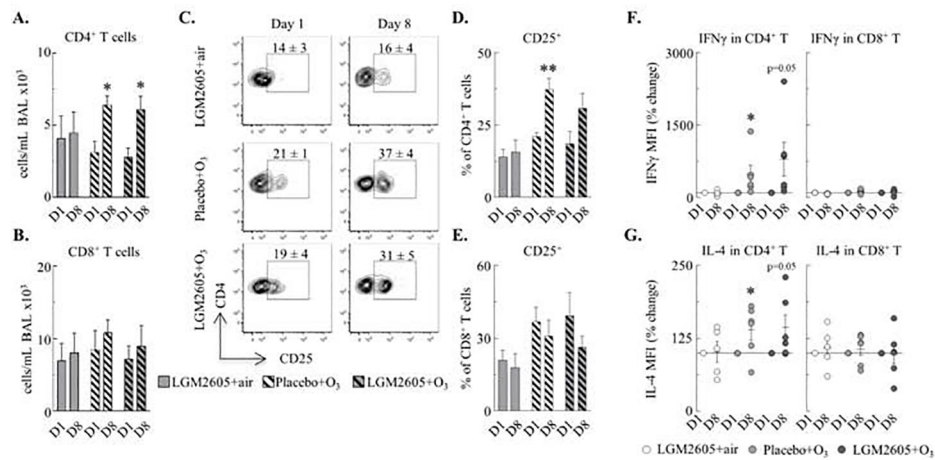 A.
CD4⁺ T cells
cells/mL BAL x10³
10
5
0
* *
D1 D8 D1 D8 D1 D8
B.
CD8⁺ T cells
cells/mL BAL x10³
20
10
0
D1 D8 D1 D8 D1 D8
C.
Day 1 Day 8
LGM2605+air
14 ± 3 16 ± 4
Placebo+O₃
21 ± 1 37 ± 4
LGM2605+O₃
19 ± 4 31 ± 5
CD4
CD25
LGM2605+air Placebo+O₃ LGM2605+O₃
D.
CD25⁺
% of CD4⁺ T cells
50
25
0
**
D1 D8 D1 D8 D1 D8
E.
CD25⁺
% of CD8⁺ T cells
60
30
0
D1 D8 D1 D8 D1 D8
F.
IFNγ in CD4⁺ T IFNγ in CD8⁺ T
IFNγ MFI (% change)
3000
1500
0
*
p=0.05
D1 D8 D1 D8 D1 D8 D1 D8 D1 D8 D1 D8
G.
IL-4 in CD4⁺ T IL-4 in CD8⁺ T
IL-4 MFI (% change)
250
125
0
*
p=0.05
D1 D8 D1 D8 D1 D8 D1 D8 D1 D8 D1 D8
LGM2605+air Placebo+O₃ LGM2605+O₃